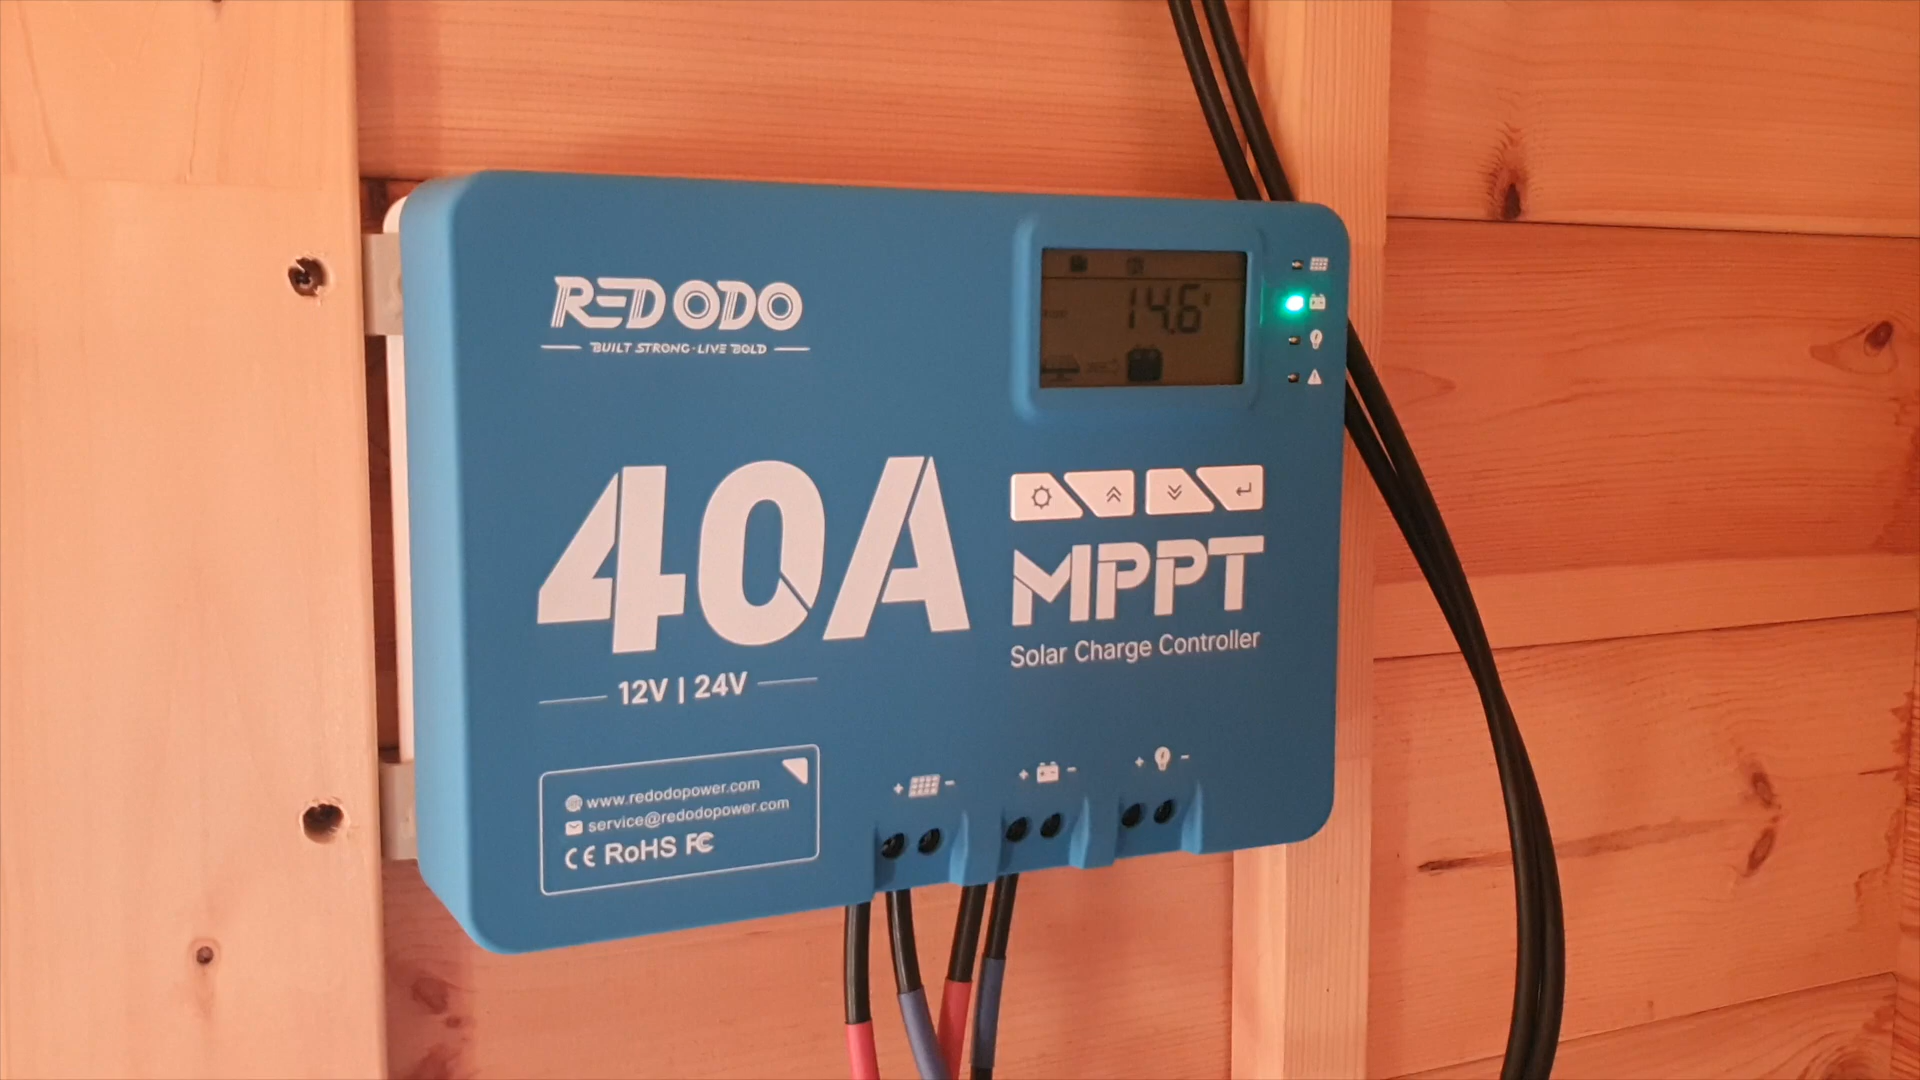 REDODO
BUILT STRONG·LIVE BOLD
14.6
40A
MPPT
Solar Charge Controller
12V | 24V
www.redodopower.com
service@redodopower.com
CE RoHS FC
+ -
+ -
+ -